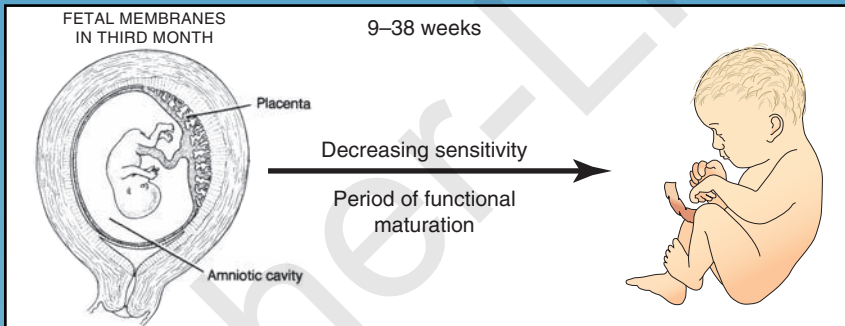 FETAL MEMBRANES
IN THIRD MONTH
9–38 weeks
Placenta
Decreasing sensitivity
Period of functional
maturation
Amniotic cavity